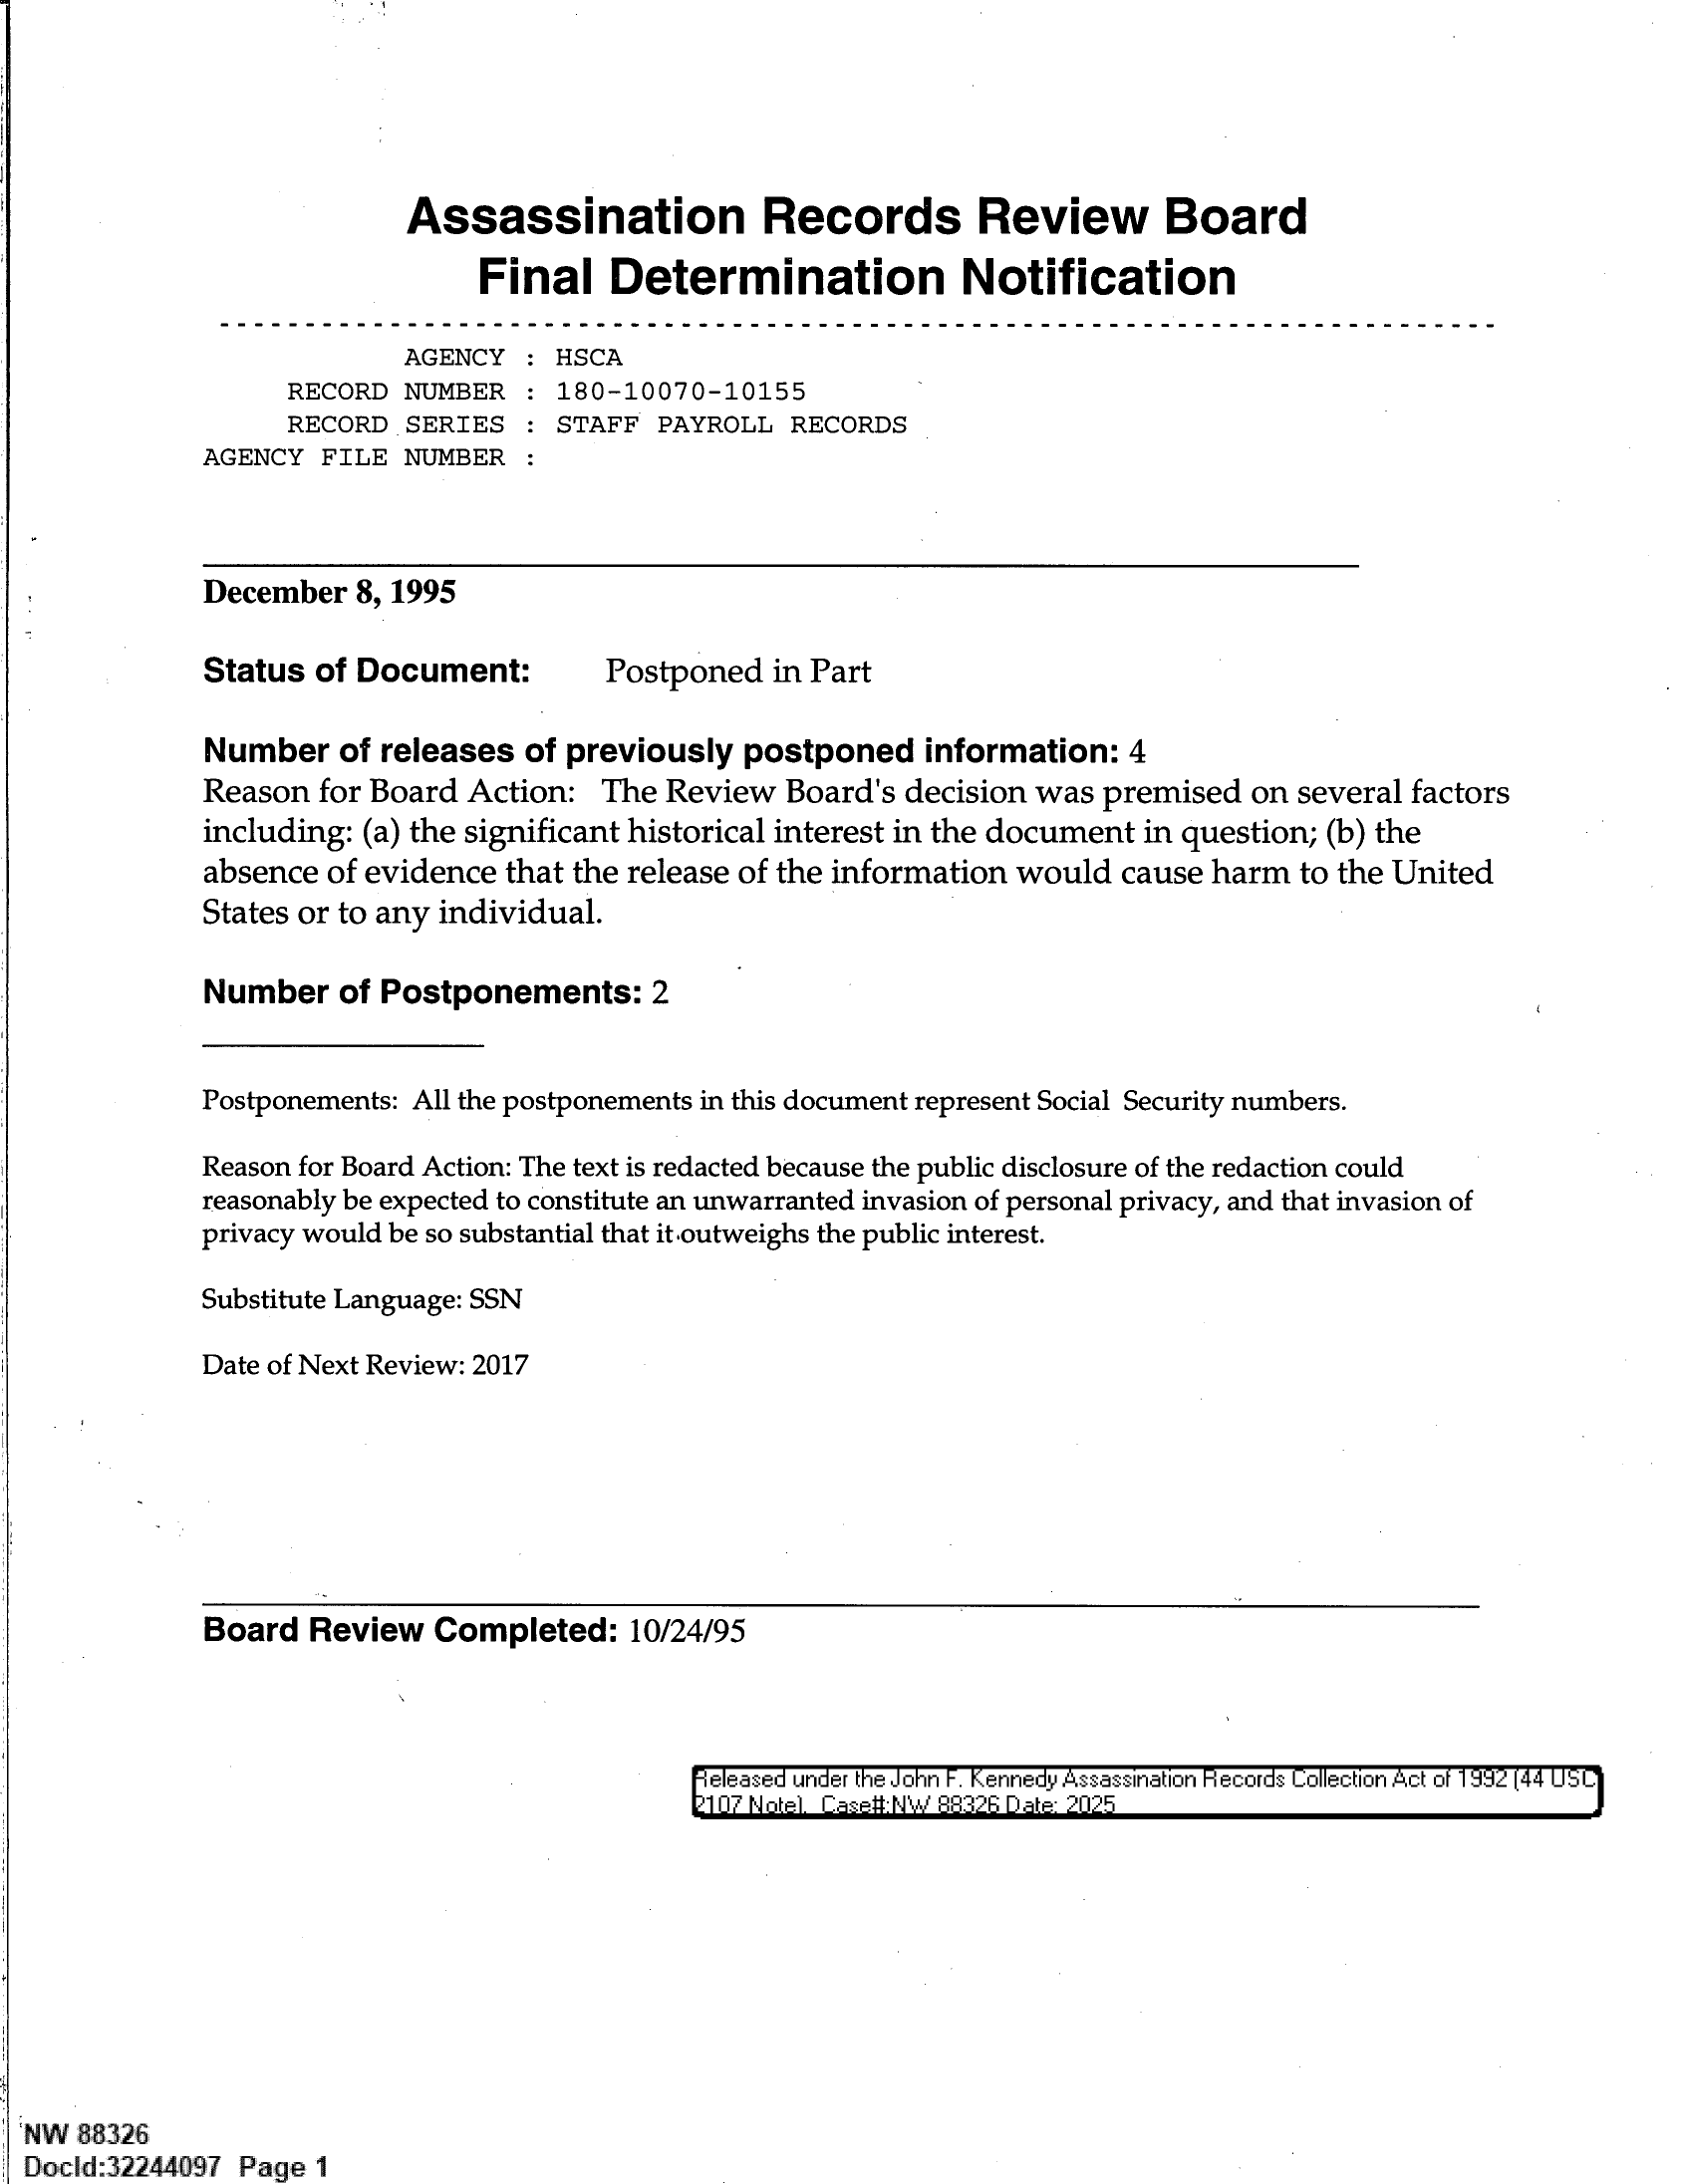 Assassination Records Review Board
Final Determination Notification
AGENCY : HSCA
RECORD NUMBER : 180-10070-10155
RECORD SERIES : STAFF PAYROLL RECORDS
AGENCY FILE NUMBER :
December 8, 1995
Status of Document: Postponed in Part
Number of releases of previously postponed information: 4
Reason for Board Action: The Review Board's decision was premised on several factors
including: (a) the significant historical interest in the document in question; (b) the
absence of evidence that the release of the information would cause harm to the United
States or to any individual.
Number of Postponements: 2
Postponements: All the postponements in this document represent Social Security numbers.
Reason for Board Action: The text is redacted because the public disclosure of the redaction could
reasonably be expected to constitute an unwarranted invasion of personal privacy, and that invasion of
privacy would be so substantial that it outweighs the public interest.
Substitute Language: SSN
Date of Next Review: 2017
Board Review Completed: 10/24/95
Released under the John F. Kennedy Assassination Records Collection Act of 1992 (44 USC
2107 Note). Case#:NW 88326 Date: 2025
NW 88326
DocId:32244097 Page 1